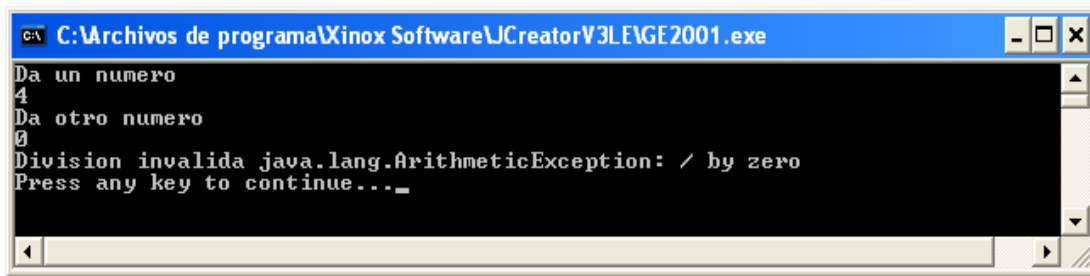 C:\Archivos de programa\Xinox Software\JCreatorV3LE\GE2001.exe
Da un numero
4
Da otro numero
0
Division invalida java.lang.ArithmeticException: / by zero
Press any key to continue..._